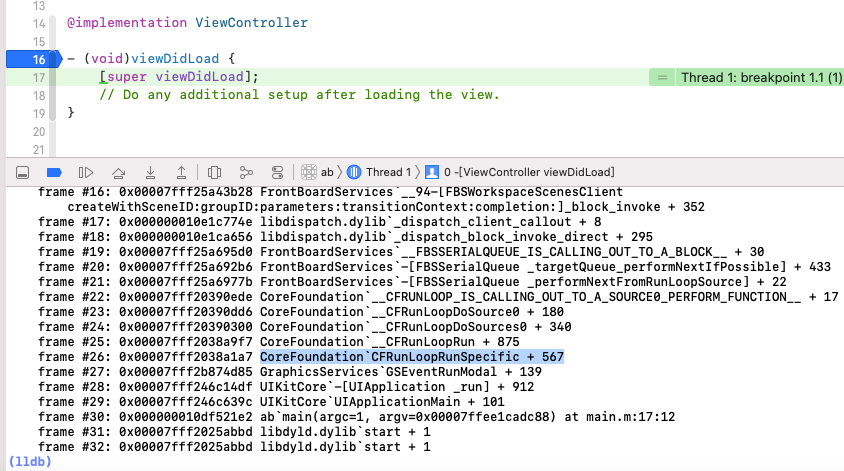 13
14 @implementation ViewController
15
16 - (void)viewDidLoad {
17 [super viewDidLoad]; = Thread 1: breakpoint 1.1 (1)
18 // Do any additional setup after loading the view.
19 }
20
21
ab Thread 1 0 -[ViewController viewDidLoad]
frame #16: 0x00007fff25a43b28 FrontBoardServices`__94-[FBSWorkspaceScenesClient
createWithSceneID:groupID:parameters:transitionContext:completion:]_block_invoke + 352
frame #17: 0x000000010e1c774e libdispatch.dylib`_dispatch_client_callout + 8
frame #18: 0x000000010e1ca656 libdispatch.dylib`_dispatch_block_invoke_direct + 295
frame #19: 0x00007fff25a695d0 FrontBoardServices`__FBSSERIALQUEUE_IS_CALLING_OUT_TO_A_BLOCK__ + 30
frame #20: 0x00007fff25a692b6 FrontBoardServices`-[FBSSerialQueue _targetQueue_performNextIfPossible] + 433
frame #21: 0x00007fff25a6977b FrontBoardServices`-[FBSSerialQueue _performNextFromRunLoopSource] + 22
frame #22: 0x00007fff20390ede CoreFoundation`__CFRUNLOOP_IS_CALLING_OUT_TO_A_SOURCE0_PERFORM_FUNCTION__ + 17
frame #23: 0x00007fff20390dd6 CoreFoundation`__CFRunLoopDoSource0 + 180
frame #24: 0x00007fff20390300 CoreFoundation`__CFRunLoopDoSources0 + 340
frame #25: 0x00007fff2038a9f7 CoreFoundation`__CFRunLoopRun + 875
frame #26: 0x00007fff2038a1a7 CoreFoundation`CFRunLoopRunSpecific + 567
frame #27: 0x00007fff2b874d85 GraphicsServices`GSEventRunModal + 139
frame #28: 0x00007fff246c14df UIKitCore`-[UIApplication _run] + 912
frame #29: 0x00007fff246c639c UIKitCore`UIApplicationMain + 101
frame #30: 0x000000010df521e2 ab`main(argc=1, argv=0x00007ffee1cadc88) at main.m:17:12
frame #31: 0x00007fff2025abbd libdyld.dylib`start + 1
frame #32: 0x00007fff2025abbd libdyld.dylib`start + 1
(lldb)